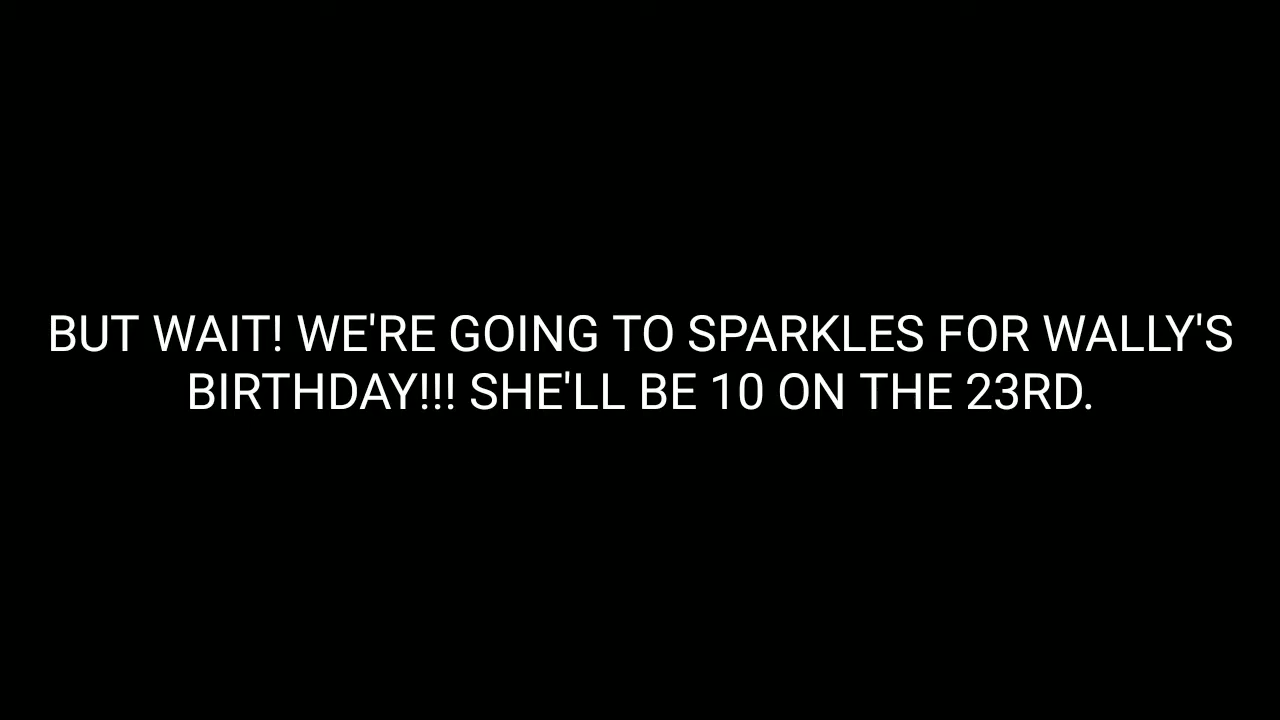 BUT WAIT! WE'RE GOING TO SPARKLES FOR WALLY'S
BIRTHDAY!!! SHE'LL BE 10 ON THE 23RD.